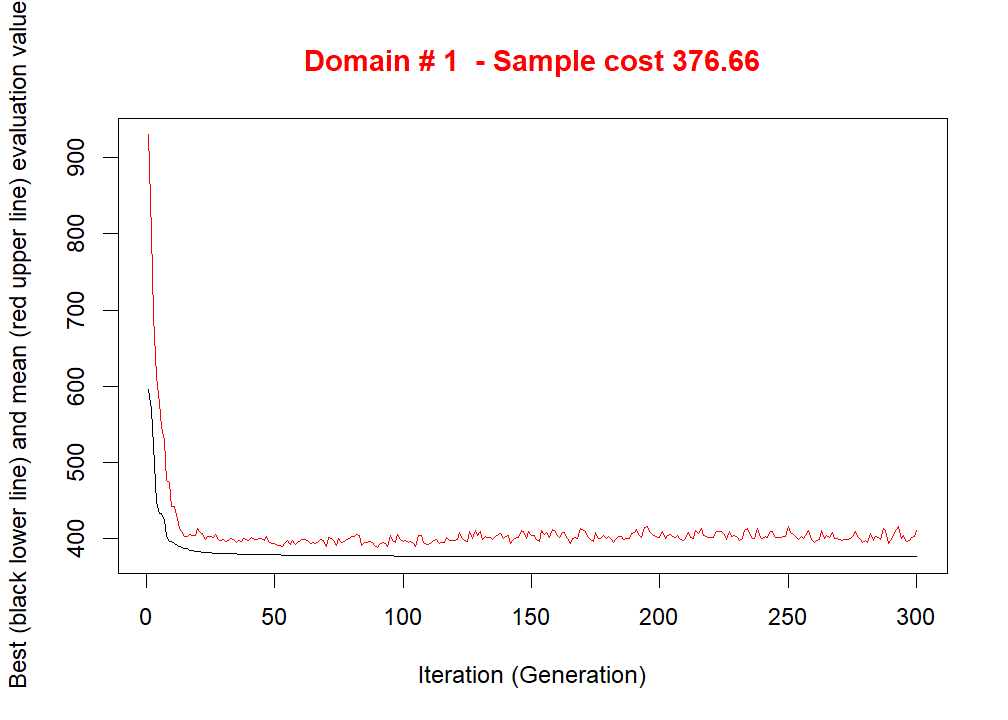 Domain # 1  - Sample cost 376.66
Best (black lower line) and mean (red upper line) evaluation value
900
800
700
600
500
400
0 50 100 150 200 250 300
Iteration (Generation)